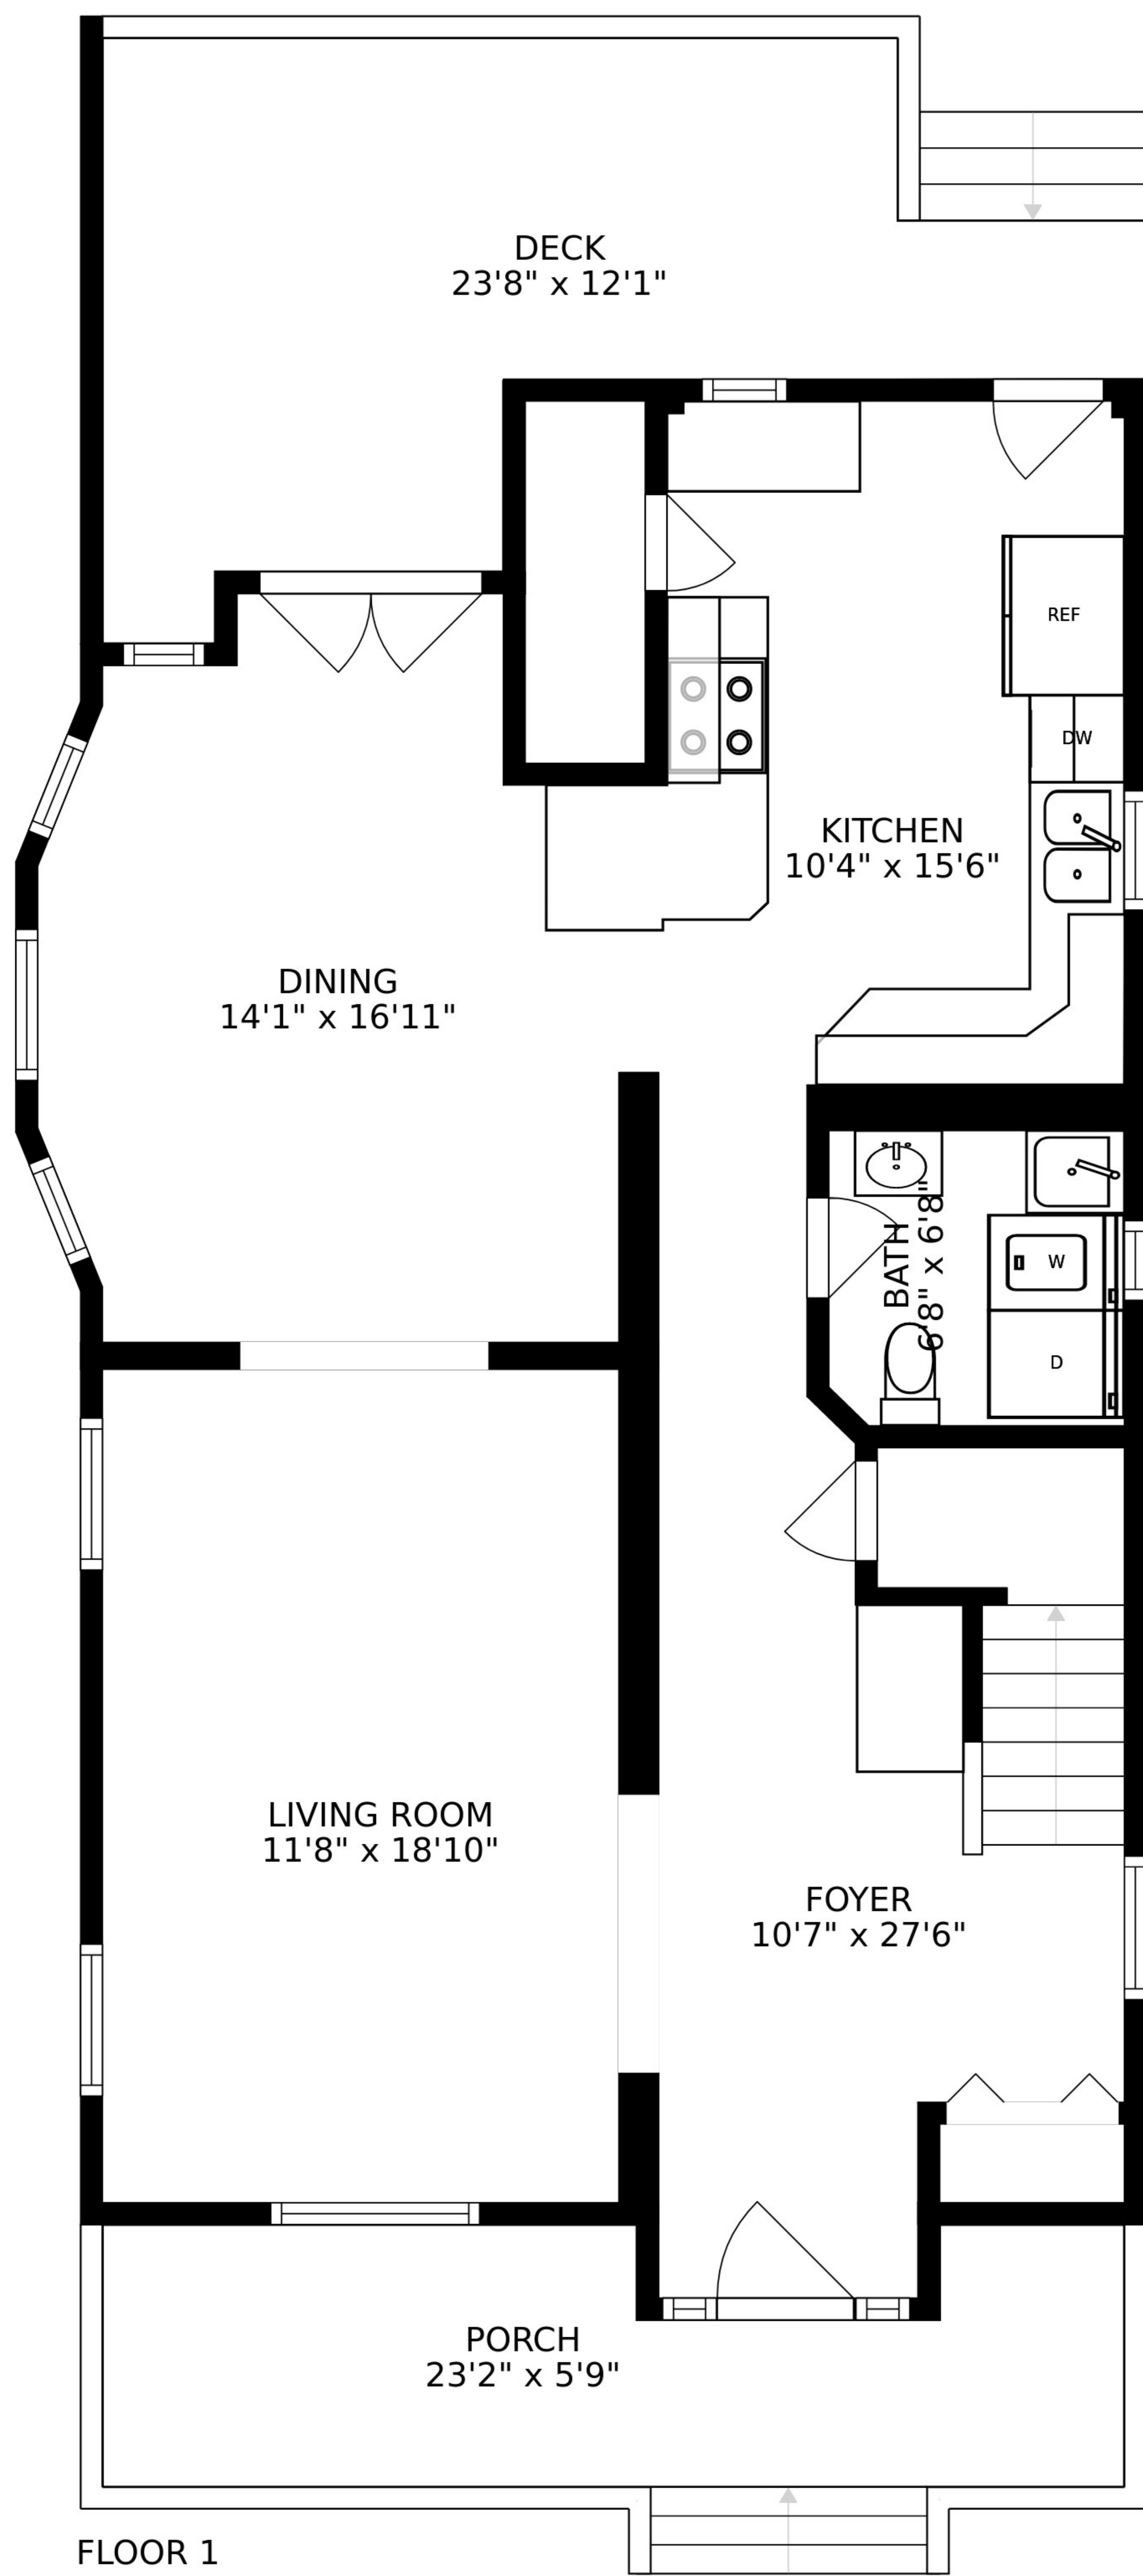 DECK
23'8" x 12'1"
REF
DW
KITCHEN
10'4" x 15'6"
DINING
14'1" x 16'11"
BATH
6'8" x 6'8"
W
D
LIVING ROOM
11'8" x 18'10"
FOYER
10'7" x 27'6"
PORCH
23'2" x 5'9"
FLOOR 1